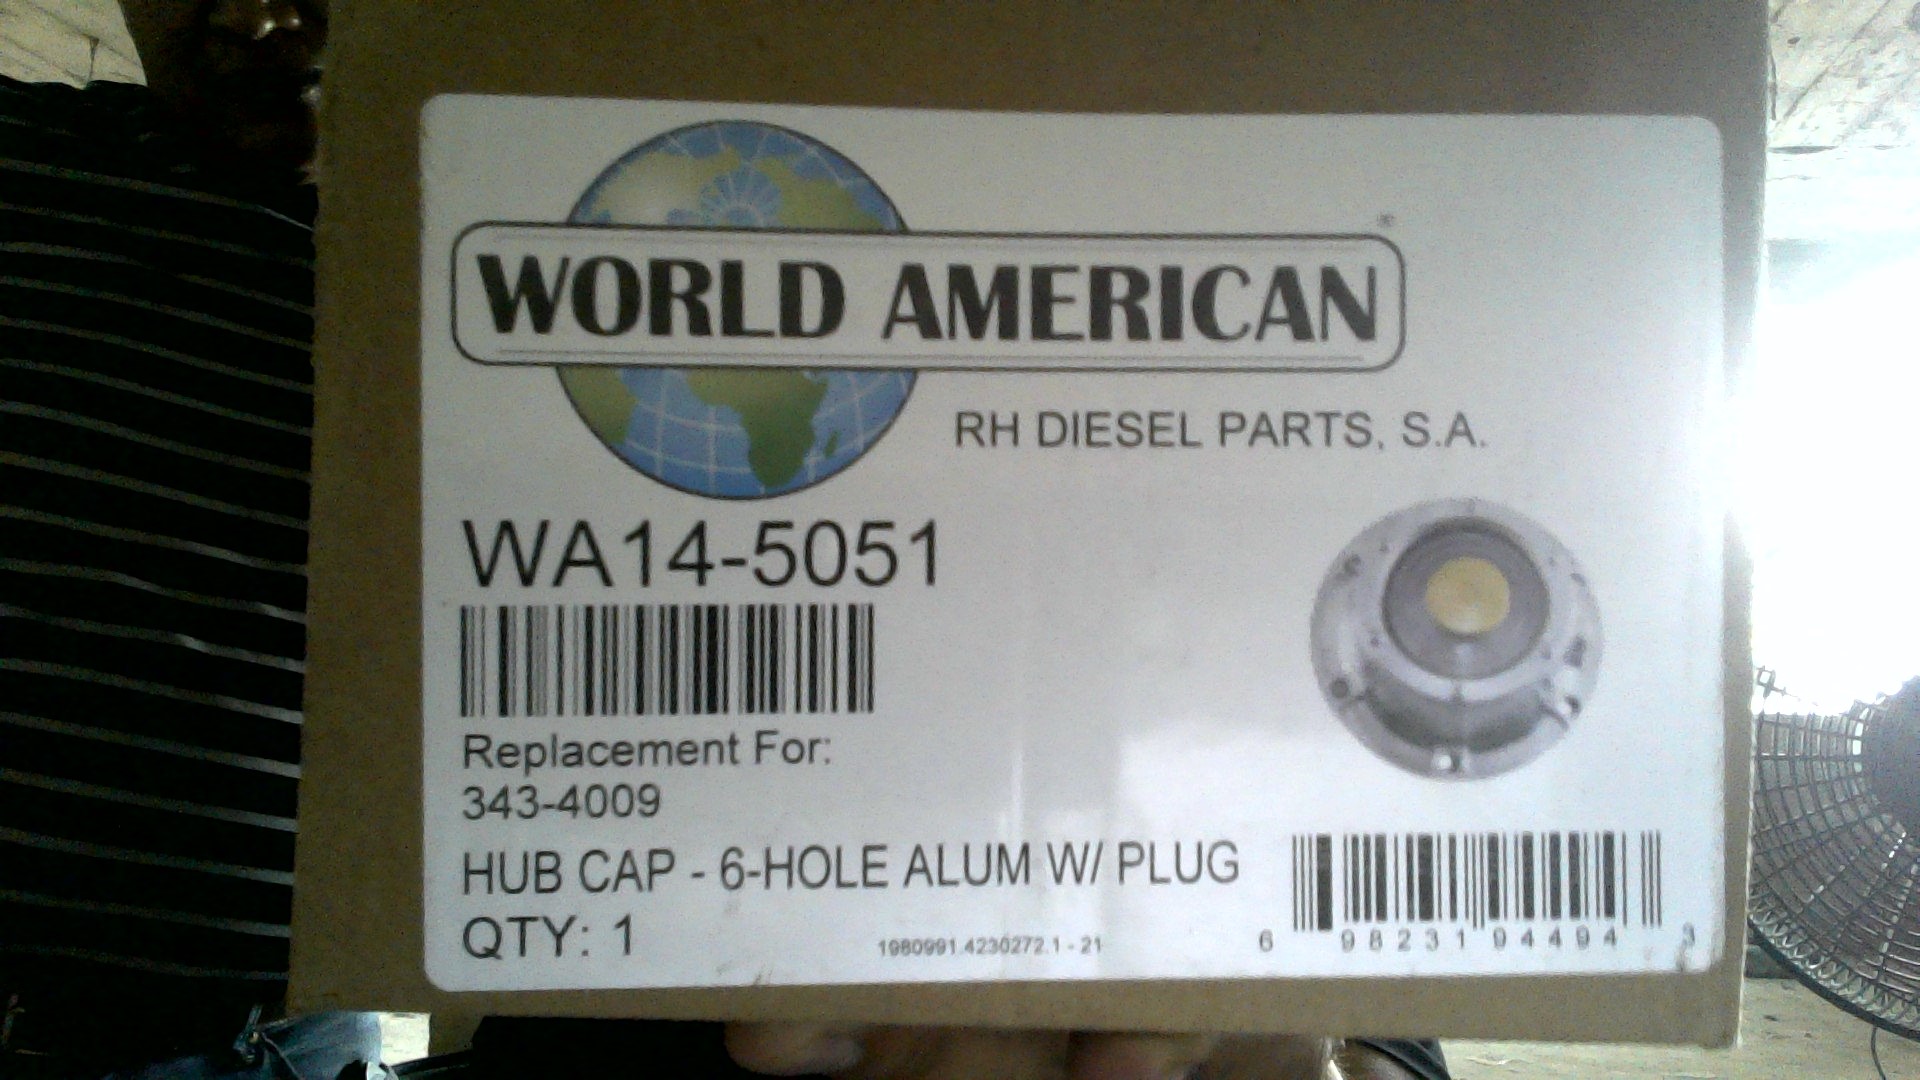 WORLD AMERICAN
RH DIESEL PARTS, S.A.
WA14-5051
Replacement For:
343-4009
HUB CAP - 6-HOLE ALUM W/ PLUG
QTY: 1
1980991.4230272.1 - 21
6 98231 94494 3